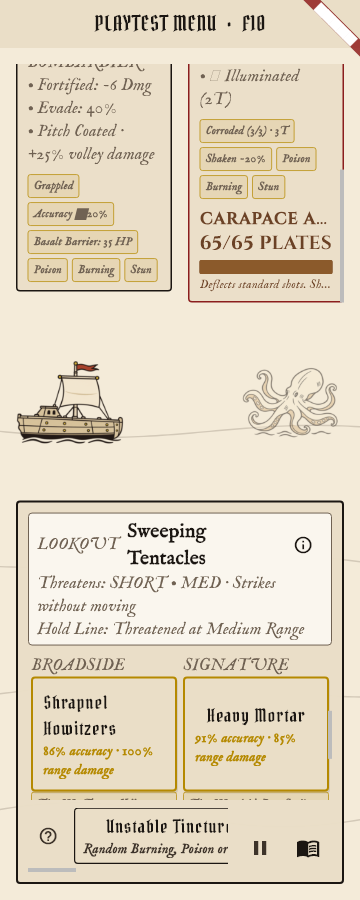 PLAYTEST MENU · F10
• Fortified: -6 Dmg
• Evade: 40%
• Pitch Coated ·
+25% volley damage
Grappled
Accuracy 20%
Basalt Barrier: 35 HP
Poison Burning Stun
• Illuminated
(2T)
Corroded (3/3) · 3T
Shaken -20% Poison
Burning Stun
CARAPACE A...
65/65 PLATES
Deflects standard shots. Sh...
LOOKOUT Sweeping
Tentacles
Threatens: SHORT • MED · Strikes
without moving
Hold Line: Threatened at Medium Range
BROADSIDE
Shrapnel
Howitzers
86% accuracy · 100%
range damage
SIGNATURE
Heavy Mortar
91% accuracy · 85%
range damage
Unstable Tincture
Random Burning, Poison or